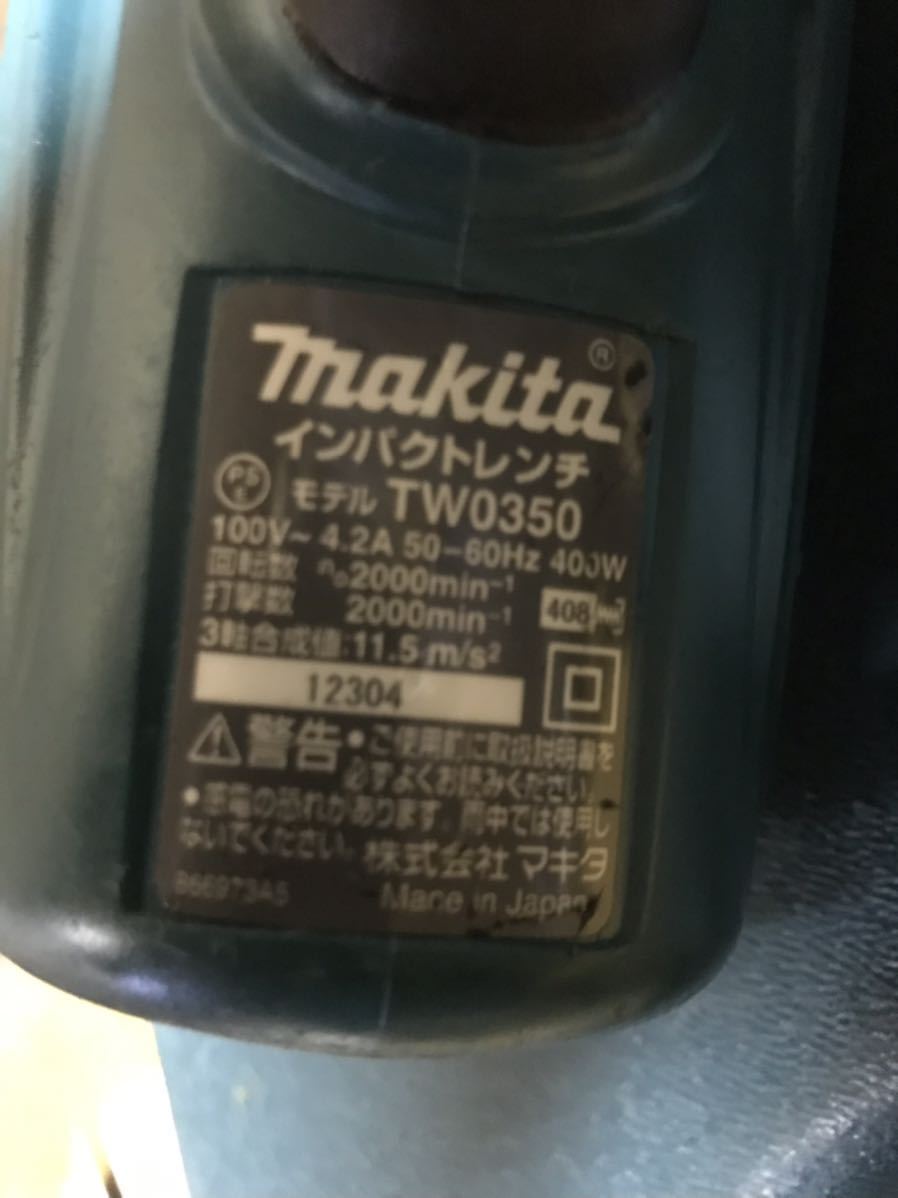 makita®
インパクトレンチ
PSE モデル TW0350
100V~ 4.2A 50-60Hz 400W
回転数 n₀2000min⁻¹
打撃数 2000min⁻¹ 408
3軸合成値:11.5 m/s²
12304
警告 •ご使用前に取扱説明書を
必ずよくお読みください。
•感電の恐れがあります。雨中では使用し
ないでください。 株式会社 マキタ
866973A5 Made in Japan